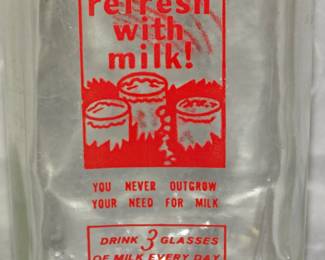 refresh
with
milk!
YOU NEVER OUTGROW
YOUR NEED FOR MILK
DRINK 3 GLASSES
OF MILK EVERY DAY